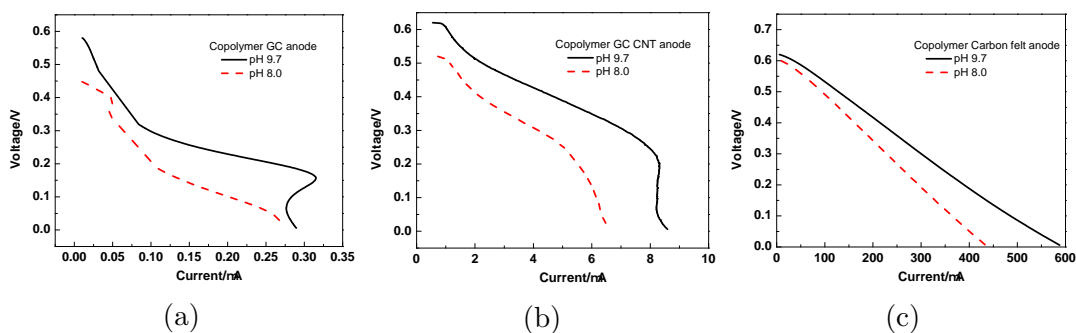 Copolymer GC anode
pH 9.7
pH 8.0
Voltage/V
0.6
0.5
0.4
0.3
0.2
0.1
0.0
0.00 0.05 0.10 0.15 0.20 0.25 0.30 0.35
Current/mA
(a)
Copolymer GC CNT anode
pH 9.7
pH 8.0
Voltage/V
0.6
0.5
0.4
0.3
0.2
0.1
0.0
0 2 4 6 8 10
Current/mA
(b)
Copolymer Carbon felt anode
pH 9.7
pH 8.0
Voltage/V
0.7
0.6
0.5
0.4
0.3
0.2
0.1
0.0
0 100 200 300 400 500 600
Current/mA
(c)